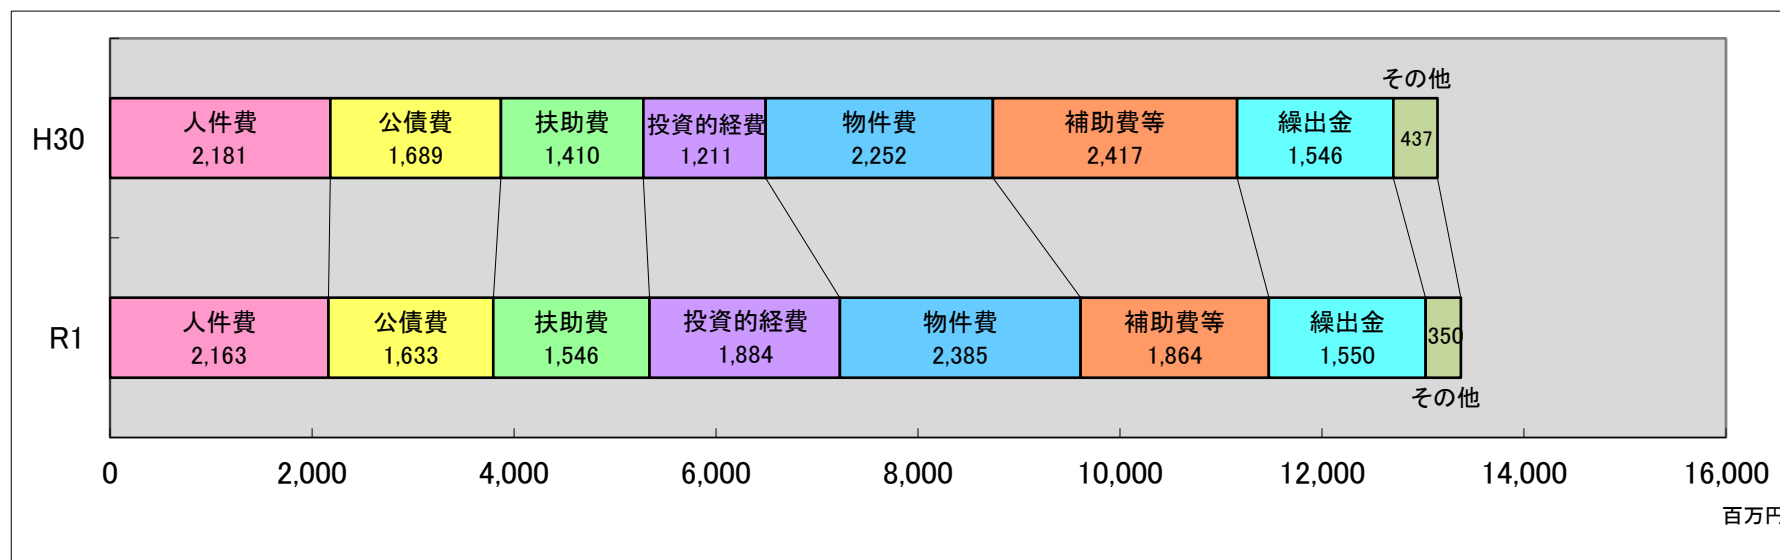 その他
H30
人件費 公債費 扶助費 投資的経費 物件費 補助費等 繰出金
2,181 1,689 1,410 1,211 2,252 2,417 1,546 437
R1
人件費 公債費 扶助費 投資的経費 物件費 補助費等 繰出金
2,163 1,633 1,546 1,884 2,385 1,864 1,550 350
その他
0 2,000 4,000 6,000 8,000 10,000 12,000 14,000 16,000
百万円